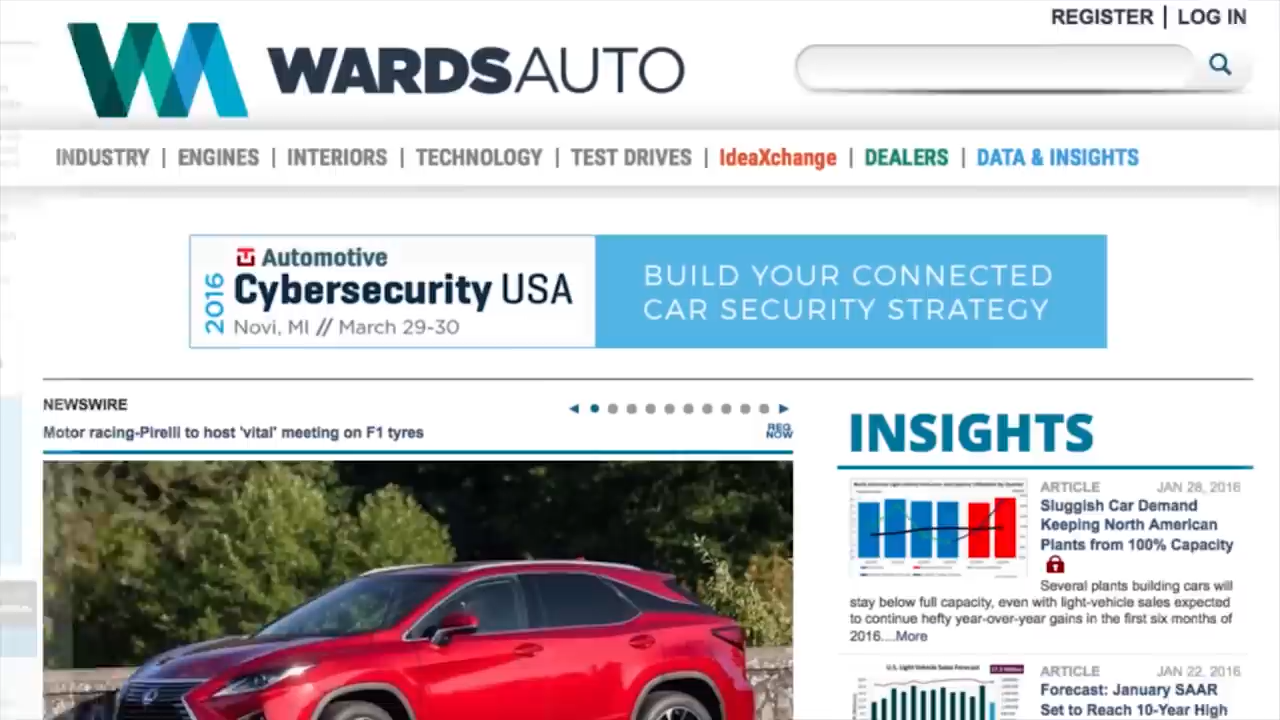 REGISTER | LOG IN
WARDSAUTO
INDUSTRY | ENGINES | INTERIORS | TECHNOLOGY | TEST DRIVES | IdeaXchange | DEALERS | DATA & INSIGHTS
2016
Automotive
Cybersecurity USA
Novi, MI // March 29-30
BUILD YOUR CONNECTED
CAR SECURITY STRATEGY
NEWSWIRE
Motor racing-Pirelli to host 'vital' meeting on F1 tyres
REG
NOW
INSIGHTS
ARTICLE JAN 28, 2016
Sluggish Car Demand
Keeping North American
Plants from 100% Capacity
Several plants building cars will
stay below full capacity, even with light-vehicle sales expected
to continue hefty year-over-year gains in the first six months of
2016....More
U.S. Light Vehicle Sales Forecast
ARTICLE JAN 22, 2016
Forecast: January SAAR
Set to Reach 10-Year High